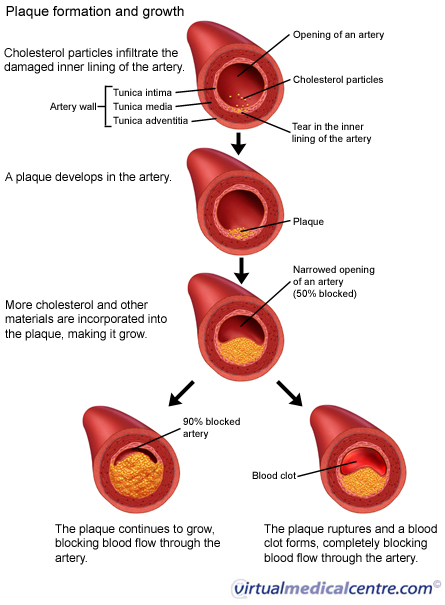 Plaque formation and growth
Opening of an artery
Cholesterol particles infiltrate the
damaged inner lining of the artery.
Cholesterol particles
Artery wall
Tunica intima
Tunica media
Tunica adventitia
Tear in the inner
lining of the artery
A plaque develops in the artery.
Plaque
Narrowed opening
of an artery
(50% blocked)
More cholesterol and other
materials are incorporated into
the plaque, making it grow.
90% blocked
artery
Blood clot
The plaque continues to grow,
blocking blood flow through the
artery.
The plaque ruptures and a blood
clot forms, completely blocking
blood flow through the artery.
virtualmedicalcentre.com©